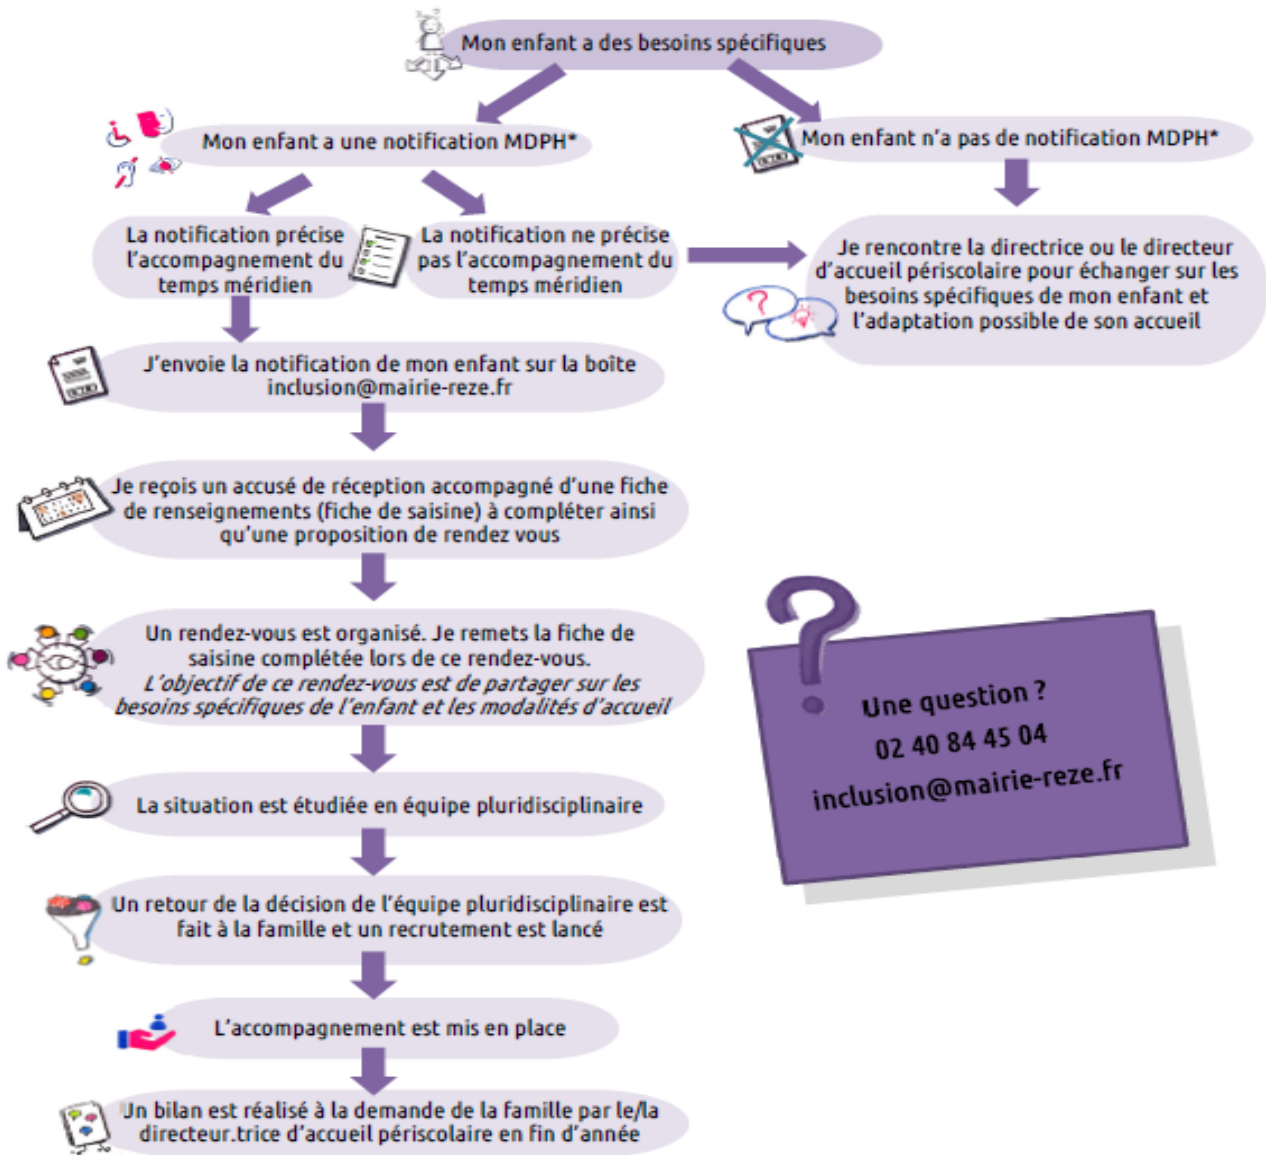 Mon enfant a des besoins spécifiques
Mon enfant a une notification MDPH*
Mon enfant n'a pas de notification MDPH*
La notification précise
l'accompagnement du
temps méridien
La notification ne précise
pas l'accompagnement du
temps méridien
Je rencontre la directrice ou le directeur
d'accueil périscolaire pour échanger sur les
besoins spécifiques de mon enfant et
l'adaptation possible de son accueil
J'envoie la notification de mon enfant sur la boîte
inclusion@mairie-reze.fr
Je reçois un accusé de réception accompagné d'une fiche
de renseignements (fiche de saisine) à compléter ainsi
qu'une proposition de rendez vous
Un rendez-vous est organisé. Je remets la fiche de
saisine complétée lors de ce rendez-vous.
L'objectif de ce rendez-vous est de partager sur les
besoins spécifiques de l'enfant et les modalités d'accueil
La situation est étudiée en équipe pluridisciplinaire
Un retour de la décision de l'équipe pluridisciplinaire est
fait à la famille et un recrutement est lancé
L'accompagnement est mis en place
Un bilan est réalisé à la demande de la famille par le/la
directeur.trice d'accueil périscolaire en fin d'année
Une question ?
02 40 84 45 04
inclusion@mairie-reze.fr